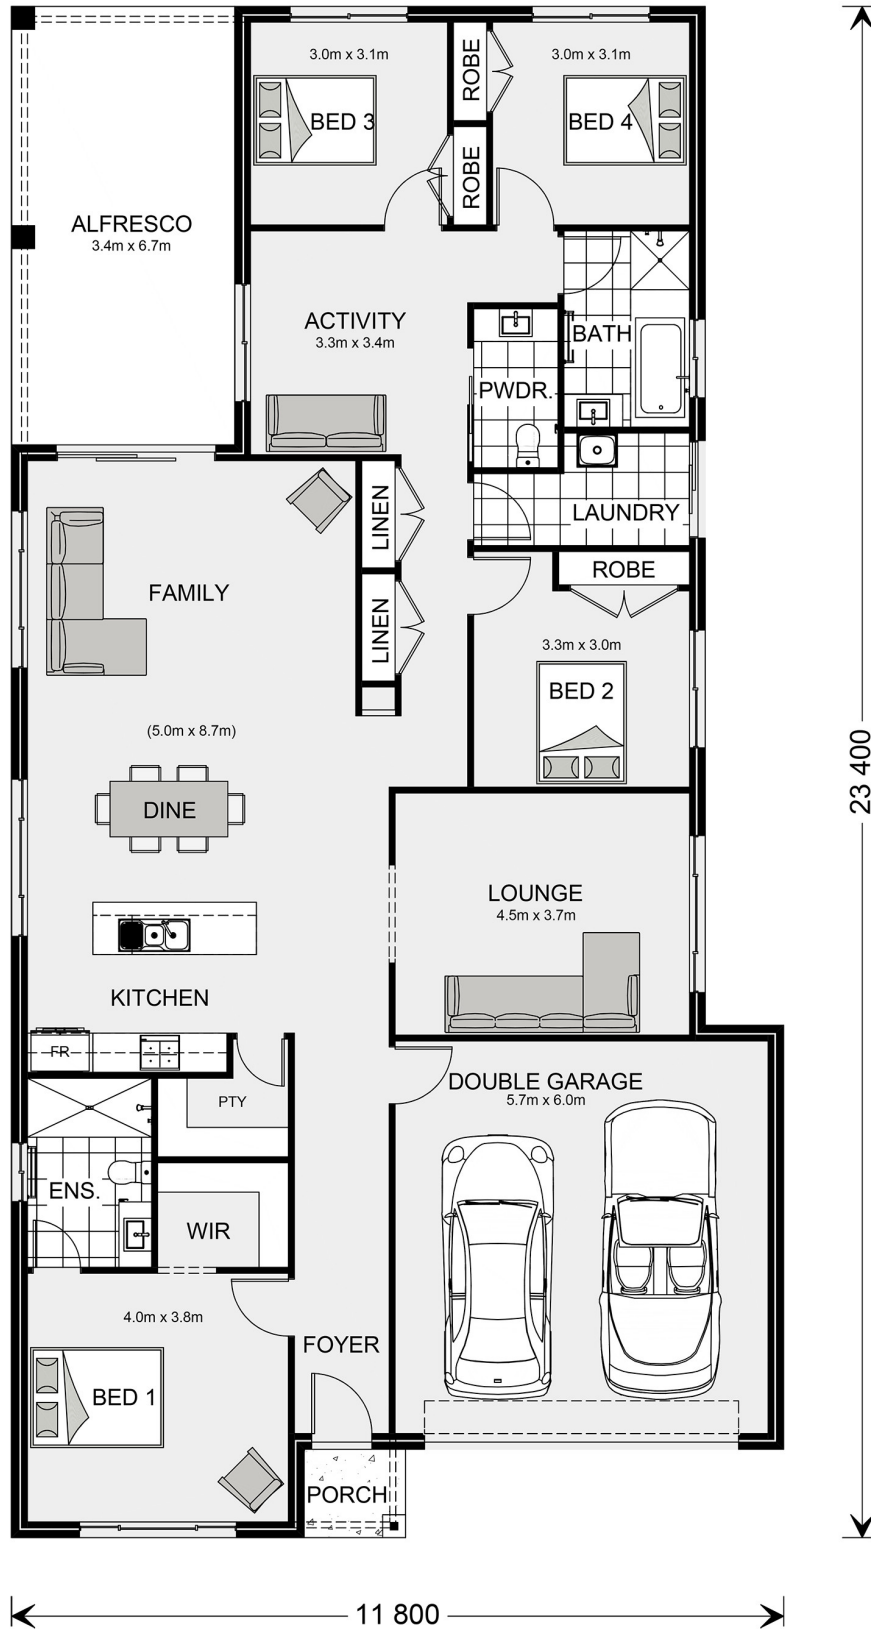 3.0m x 3.1m
BED 3
ROBE
ROBE
3.0m x 3.1m
BED 4
ALFRESCO
3.4m x 6.7m
ACTIVITY
3.3m x 3.4m
BATH
PWDR.
LINEN
LINEN
LAUNDRY
ROBE
FAMILY
(5.0m x 8.7m)
3.3m x 3.0m
BED 2
DINE
LOUNGE
4.5m x 3.7m
KITCHEN
FR
PTY
DOUBLE GARAGE
5.7m x 6.0m
ENS.
WIR
4.0m x 3.8m
BED 1
FOYER
PORCH
23 400
11 800